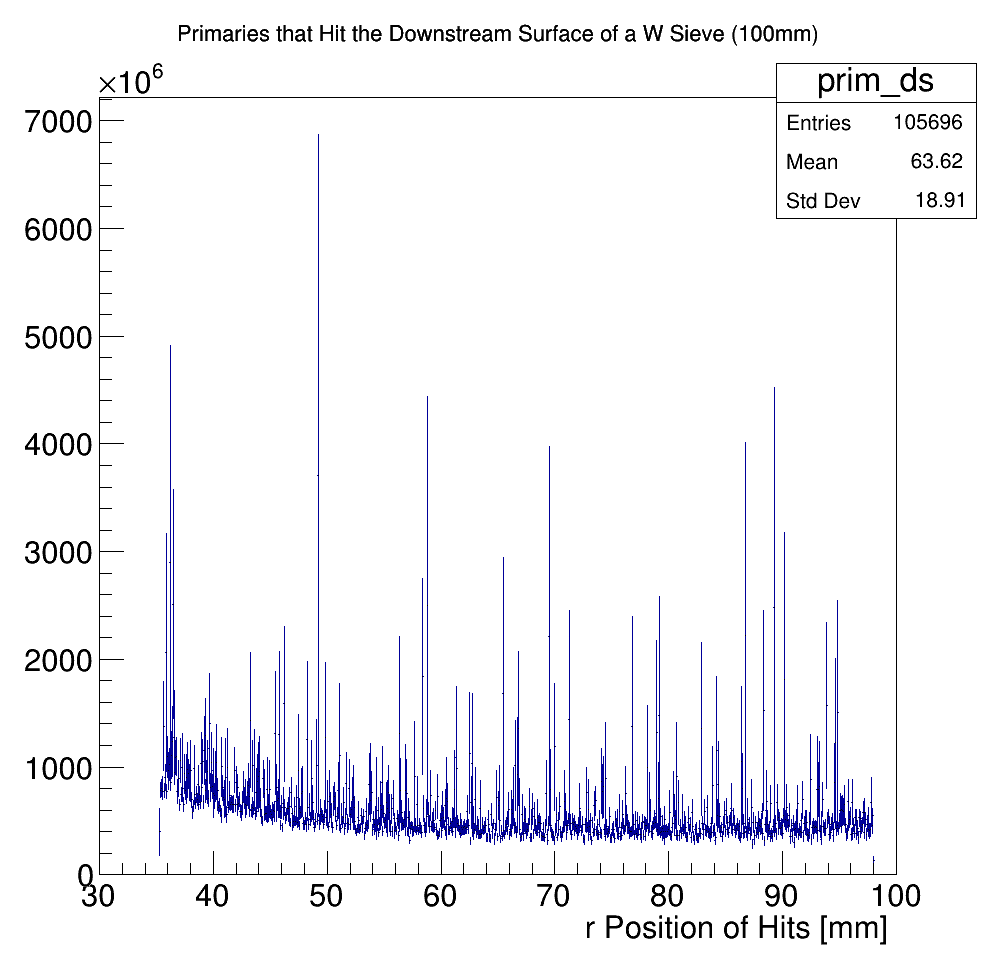 Primaries that Hit the Downstream Surface of a W Sieve (100mm)
×10⁶
prim_ds
Entries 105696
Mean 63.62
Std Dev 18.91
7000
6000
5000
4000
3000
2000
1000
0
30 40 50 60 70 80 90 100
r Position of Hits [mm]